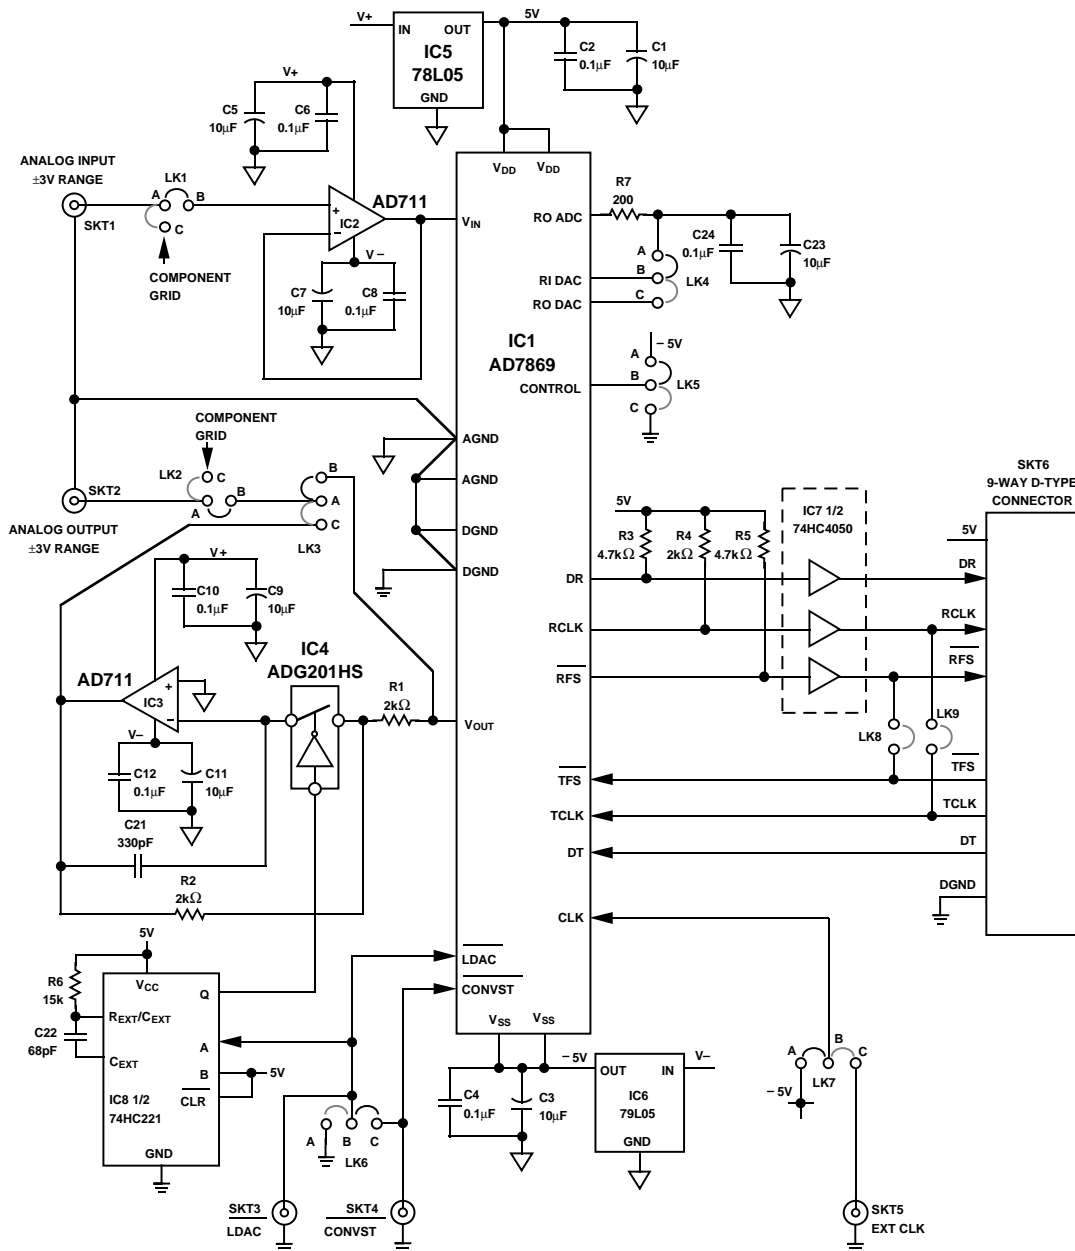 V+
IN
OUT
IC5
78L05
GND
5V
C2
0.1µF
C1
10µF
V+
C5
10µF
C6
0.1µF
ANALOG INPUT
±3V RANGE
SKT1
LK1
A
B
C
COMPONENT
GRID
AD711
+
IC2
–
V–
C7
10µF
C8
0.1µF
VDD
VDD
VIN
IC1
AD7869
RO ADC
RI DAC
RO DAC
CONTROL
R7
200
C24
0.1µF
C23
10µF
A
B
C
LK4
– 5V
A
B
C
LK5
AGND
AGND
DGND
DGND
COMPONENT
GRID
LK2
C
A
B
B
A
C
LK3
SKT2
ANALOG OUTPUT
±3V RANGE
V+
C10
0.1µF
C9
10µF
AD711
IC3
+
–
V–
C12
0.1µF
C11
10µF
IC4
ADG201HS
R1
2kΩ
VOUT
C21
330pF
R2
2kΩ
5V
R3
4.7kΩ
R4
2kΩ
R5
4.7kΩ
IC7 1/2
74HC4050
SKT6
9-WAY D-TYPE
CONNECTOR
5V
DR
DR
RCLK
RCLK
RFS
RFS
LK8
LK9
TFS
TFS
TCLK
TCLK
DT
DT
DGND
CLK
LDAC
CONVST
VSS
VSS
5V
R6
15k
C22
68pF
VCC
REXT/CEXT
CEXT
Q
A
B
CLR
5V
IC8 1/2
74HC221
GND
A
B
C
LK6
SKT3
LDAC
SKT4
CONVST
C4
0.1µF
C3
10µF
– 5V
OUT
IN
V–
IC6
79L05
GND
A
B
C
LK7
– 5V
SKT5
EXT CLK